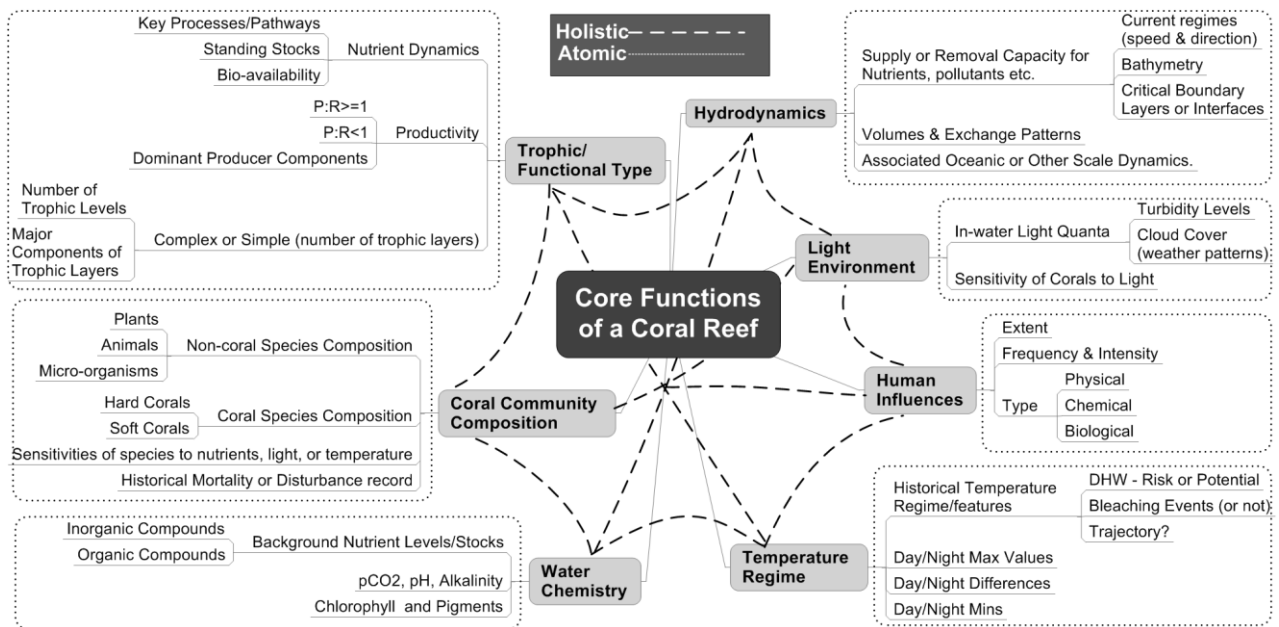 Holistic
Atomic
Core Functions
of a Coral Reef
Trophic/
Functional Type
Nutrient Dynamics
Key Processes/Pathways
Standing Stocks
Bio-availability
Productivity
P:R>=1
P:R<1
Dominant Producer Components
Complex or Simple (number of trophic layers)
Number of
Trophic Levels
Major
Components of
Trophic Layers
Coral Community
Composition
Non-coral Species Composition
Plants
Animals
Micro-organisms
Coral Species Composition
Hard Corals
Soft Corals
Sensitivities of species to nutrients, light, or temperature
Historical Mortality or Disturbance record
Water
Chemistry
Background Nutrient Levels/Stocks
Inorganic Compounds
Organic Compounds
pCO2, pH, Alkalinity
Chlorophyll and Pigments
Hydrodynamics
Supply or Removal Capacity for
Nutrients, pollutants etc.
Current regimes
(speed & direction)
Bathymetry
Critical Boundary
Layers or Interfaces
Volumes & Exchange Patterns
Associated Oceanic or Other Scale Dynamics.
Light
Environment
In-water Light Quanta
Turbidity Levels
Cloud Cover
(weather patterns)
Sensitivity of Corals to Light
Human
Influences
Extent
Frequency & Intensity
Type
Physical
Chemical
Biological
Temperature
Regime
Historical Temperature
Regime/features
DHW - Risk or Potential
Bleaching Events (or not)
Trajectory?
Day/Night Max Values
Day/Night Differences
Day/Night Mins